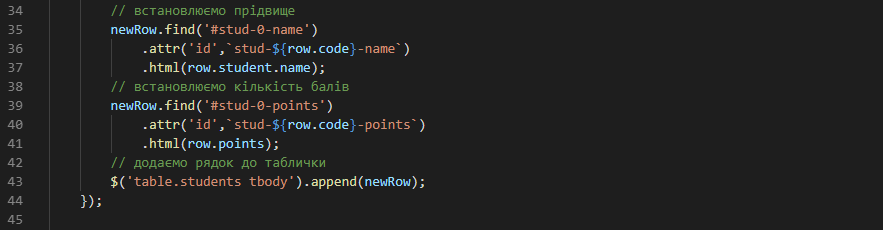 34 // встановлюємо прідвище
35 newRow.find('#stud-0-name')
36 .attr('id',`stud-${row.code}-name`)
37 .html(row.student.name);
38 // встановлюємо кількість балів
39 newRow.find('#stud-0-points')
40 .attr('id',`stud-${row.code}-points`)
41 .html(row.points);
42 // додаємо рядок до таблички
43 $('table.students tbody').append(newRow);
44 });
45